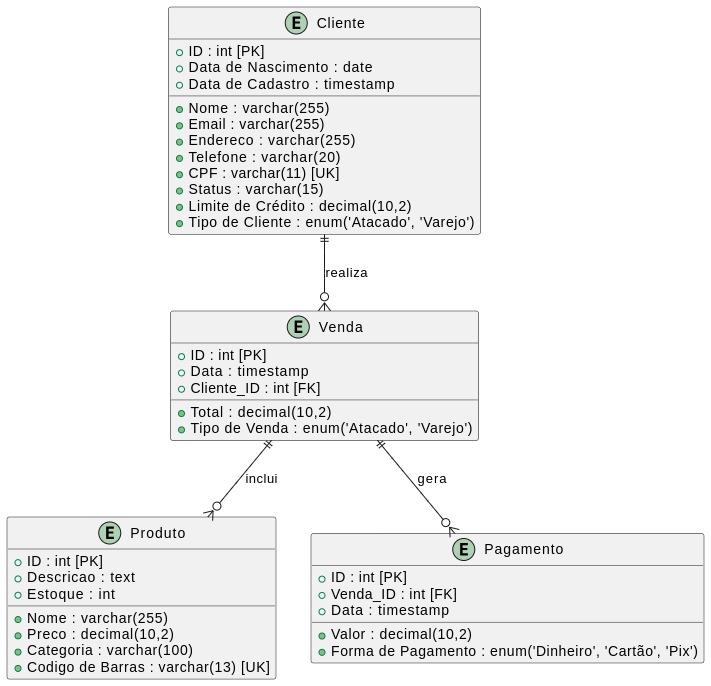 E Cliente
ID : int [PK]
Data de Nascimento : date
Data de Cadastro : timestamp
Nome : varchar(255)
Email : varchar(255)
Endereco : varchar(255)
Telefone : varchar(20)
CPF : varchar(11) [UK]
Status : varchar(15)
Limite de Crédito : decimal(10,2)
Tipo de Cliente : enum('Atacado', 'Varejo')
realiza
E Venda
ID : int [PK]
Data : timestamp
Cliente_ID : int [FK]
Total : decimal(10,2)
Tipo de Venda : enum('Atacado', 'Varejo')
inclui
gera
E Produto
ID : int [PK]
Descricao : text
Estoque : int
Nome : varchar(255)
Preco : decimal(10,2)
Categoria : varchar(100)
Codigo de Barras : varchar(13) [UK]
E Pagamento
ID : int [PK]
Venda_ID : int [FK]
Data : timestamp
Valor : decimal(10,2)
Forma de Pagamento : enum('Dinheiro', 'Cartão', 'Pix')